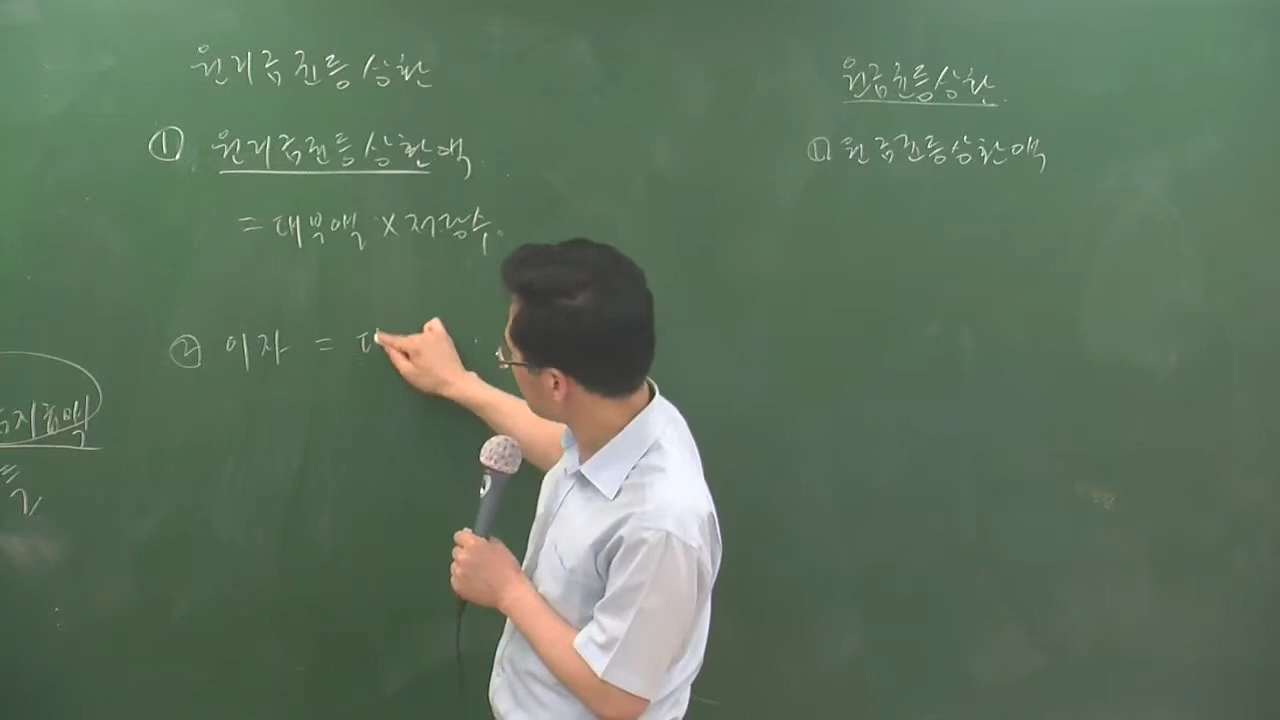 원리금균등상환
① 원리금균등상환액
= 대부액 × 저당상수
② 이자 =
원금균등상환
① 원금균등상환액